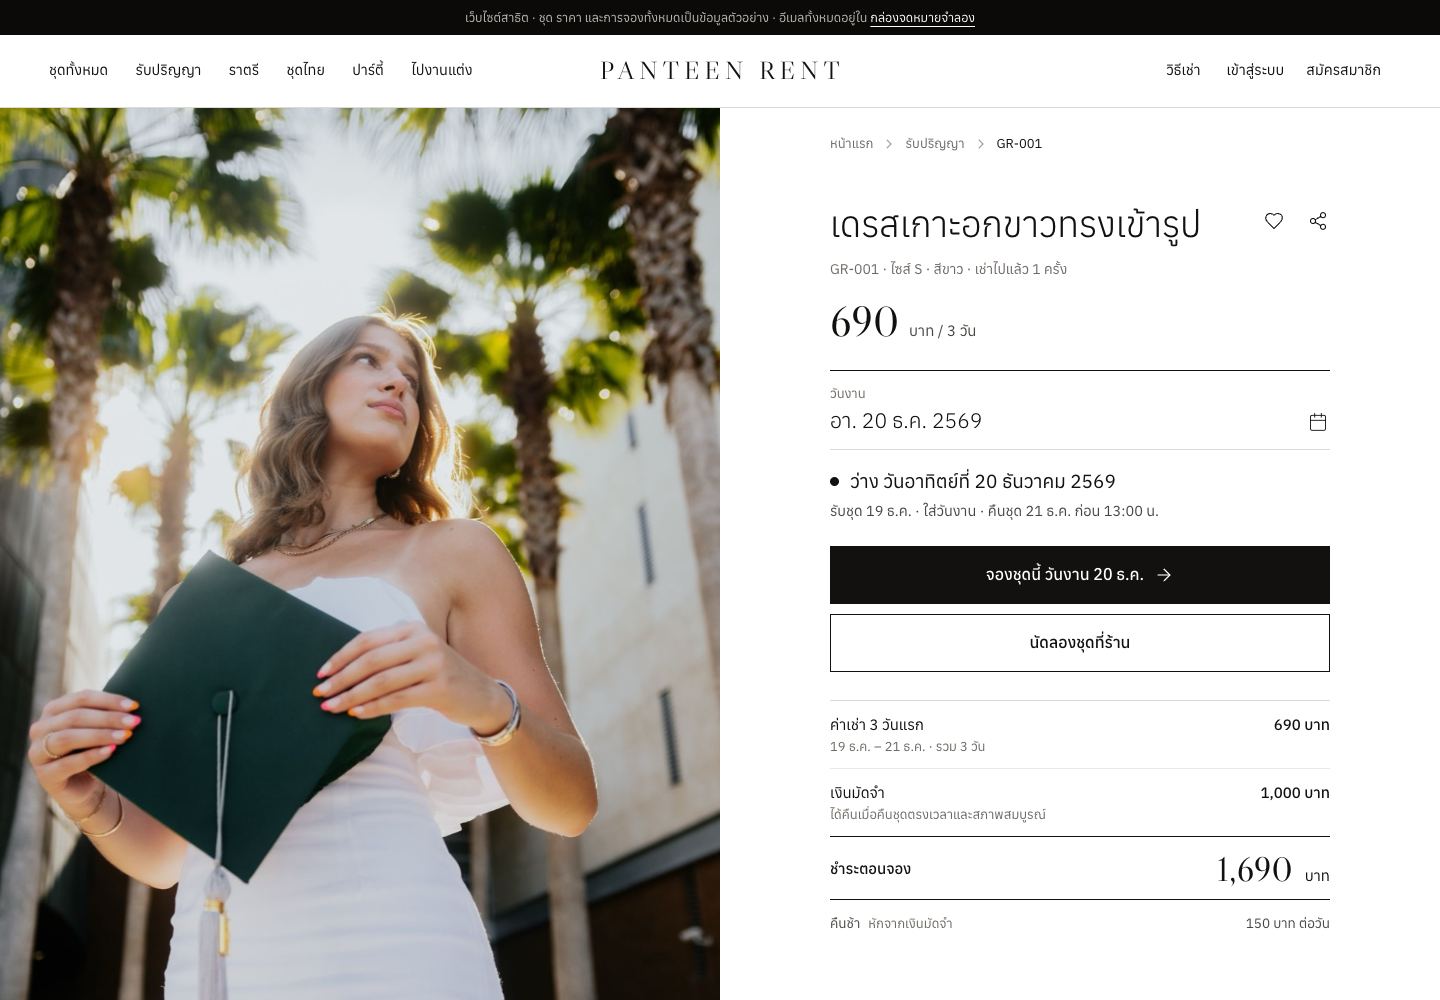 เว็บไซต์สาธิต · ชุด ราคา และการจองทั้งหมดเป็นข้อมูลตัวอย่าง · อีเมลทั้งหมดอยู่ใน กล่องจดหมายจำลอง
ชุดทั้งหมด รับปริญญา ราตรี ชุดไทย ปาร์ตี้ ไปงานแต่ง PANTEEN RENT วิธีเช่า เข้าสู่ระบบ สมัครสมาชิก
หน้าแรก > รับปริญญา > GR-001
เดรสเกาะอกขาวทรงเข้ารูป
GR-001 · ไซส์ S · สีขาว · เช่าไปแล้ว 1 ครั้ง
690 บาท / 3 วัน
วันงาน
อา. 20 ธ.ค. 2569
ว่าง วันอาทิตย์ที่ 20 ธันวาคม 2569
รับชุด 19 ธ.ค. · ใส่วันงาน · คืนชุด 21 ธ.ค. ก่อน 13:00 น.
จองชุดนี้ วันงาน 20 ธ.ค. →
นัดลองชุดที่ร้าน
ค่าเช่า 3 วันแรก 690 บาท
19 ธ.ค. – 21 ธ.ค. · รวม 3 วัน
เงินมัดจำ 1,000 บาท
ได้คืนเมื่อคืนชุดตรงเวลาและสภาพสมบูรณ์
ชำระตอนจอง 1,690 บาท
คืนช้า หักจากเงินมัดจำ 150 บาท ต่อวัน